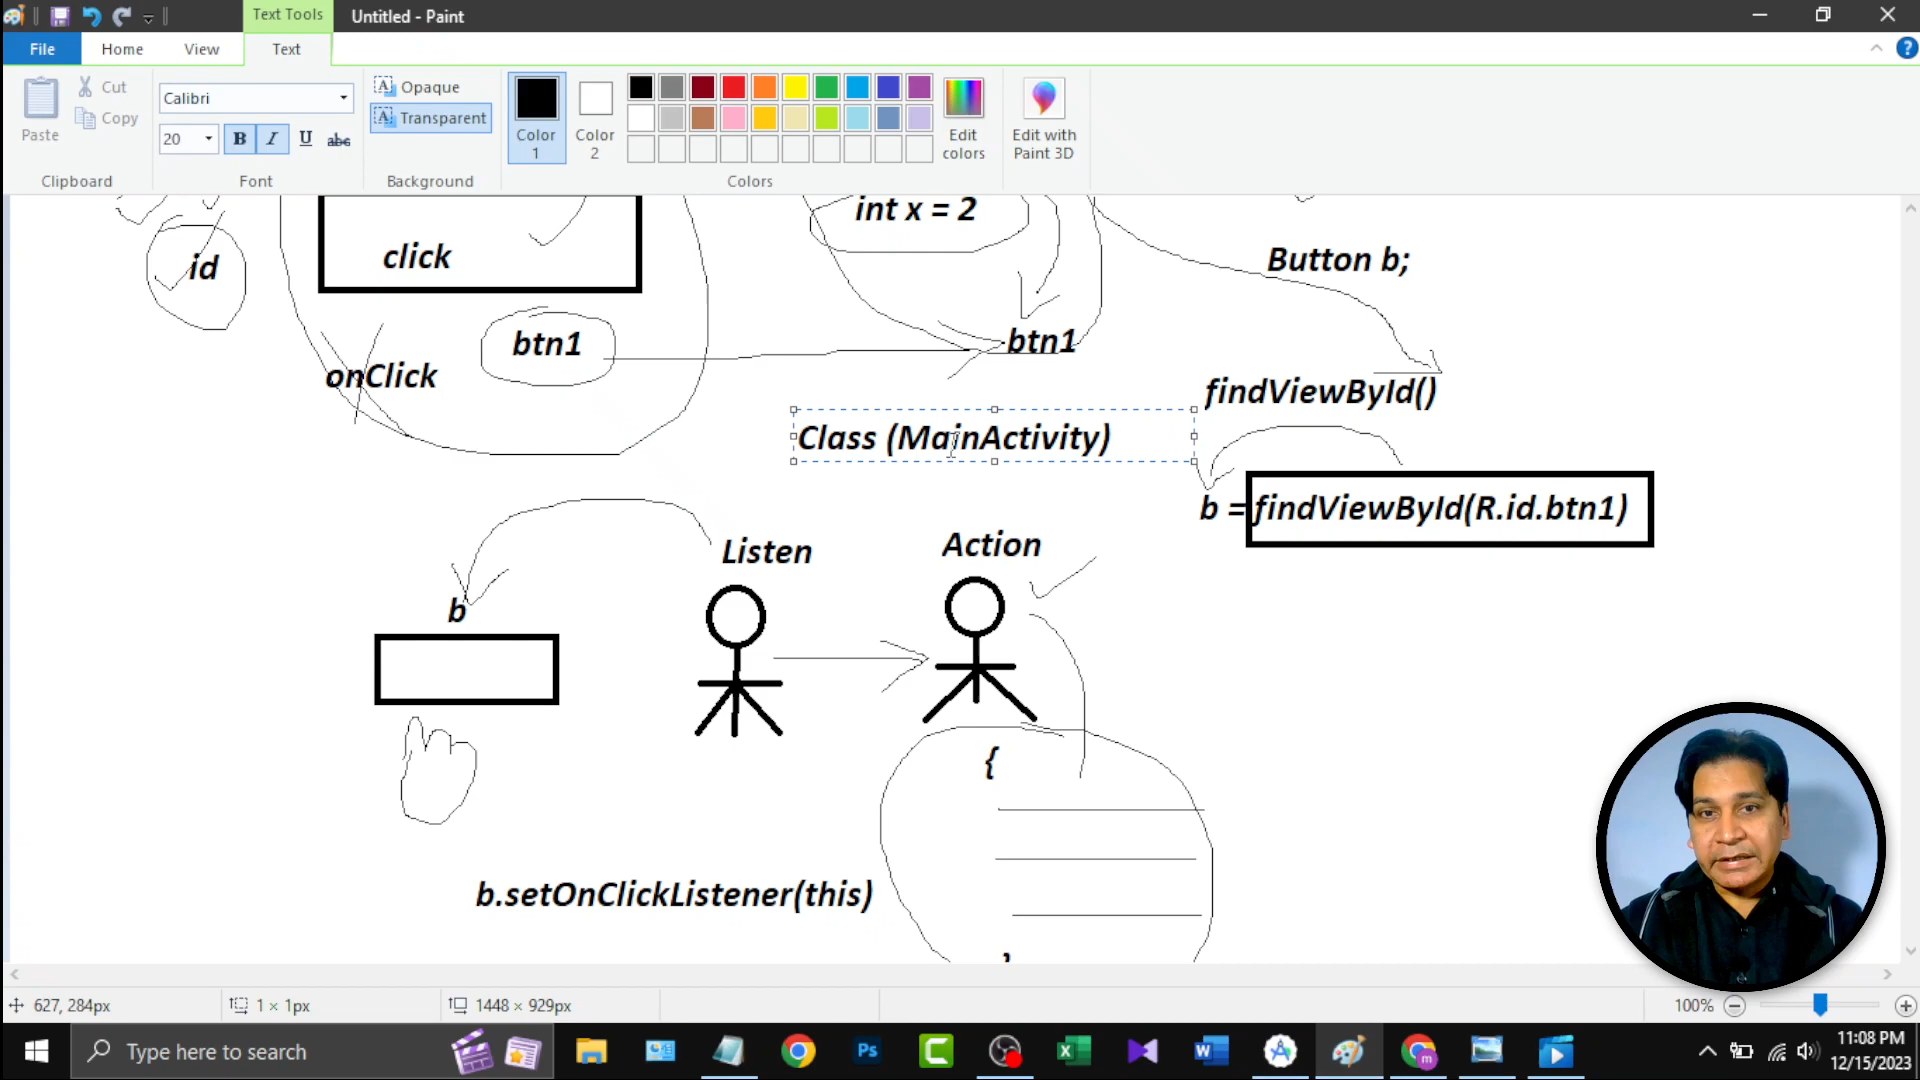 Text Tools
Untitled - Paint
File
Home
View
Text
Paste
Cut
Copy
Clipboard
Calibri
20
B
I
U
abc
Font
A Opaque
A Transparent
Background
Color 1
Color 2
Colors
Edit colors
Edit with Paint 3D
int x = 2
click
id
Button b;
btn1
btn1
onClick
findViewById()
Class (MainActivity)
b = findViewById(R.id.btn1)
Listen
Action
b
{
b.setOnClickListener(this)
627, 284px
1 × 1px
1448 × 929px
100%
Type here to search
Ps
11:08 PM
12/15/2023